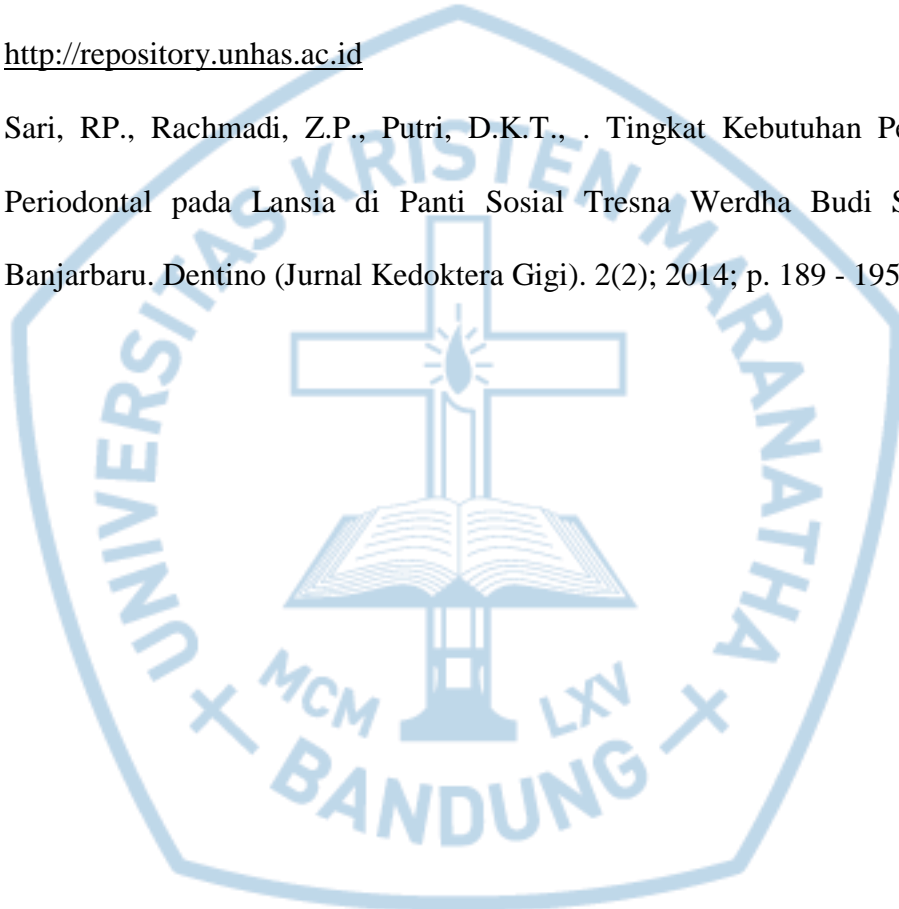 http://repository.unhas.ac.id
Sari, RP., Rachmadi, Z.P., Putri, D.K.T., . Tingkat Kebutuhan Pe
Periodontal pada Lansia di Panti Sosial Tresna Werdha Budi S
Banjarbaru. Dentino (Jurnal Kedoktera Gigi). 2(2); 2014; p. 189 - 195
UNIVERSITAS KRISTEN MARANATHA
MCM LXV
BANDUNG